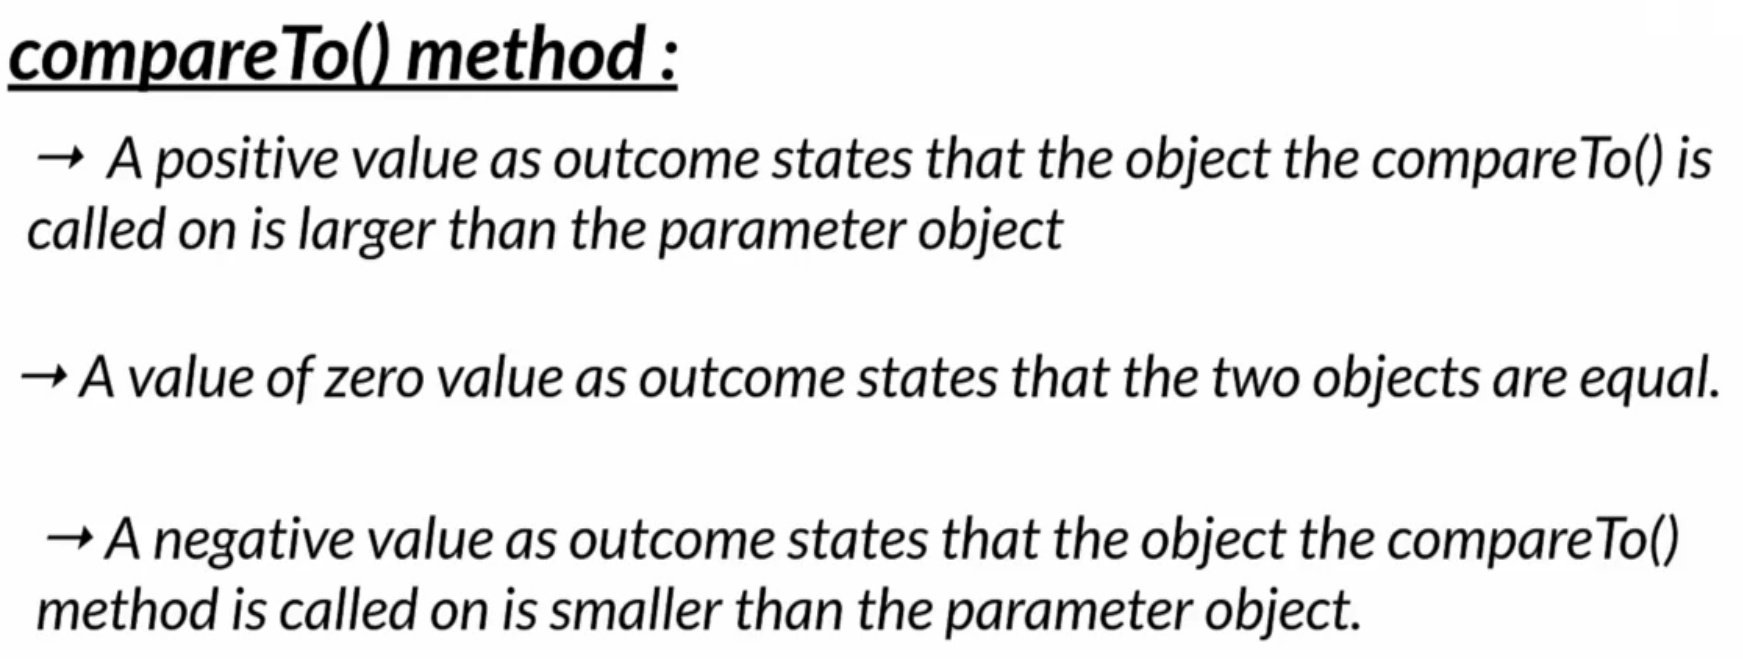 compareTo() method :
→ A positive value as outcome states that the object the compareTo() is
called on is larger than the parameter object
→ A value of zero value as outcome states that the two objects are equal.
→ A negative value as outcome states that the object the compareTo()
method is called on is smaller than the parameter object.